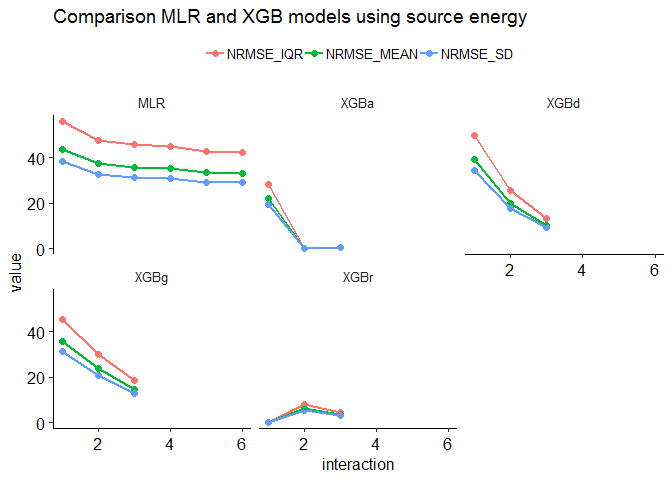 Comparison MLR and XGB models using source energy
NRMSE_IQR NRMSE_MEAN NRMSE_SD
MLR XGBa XGBd
40
20
0
2 4 6
value
XGBg XGBr
40
20
0
2 4 6 2 4 6
interaction